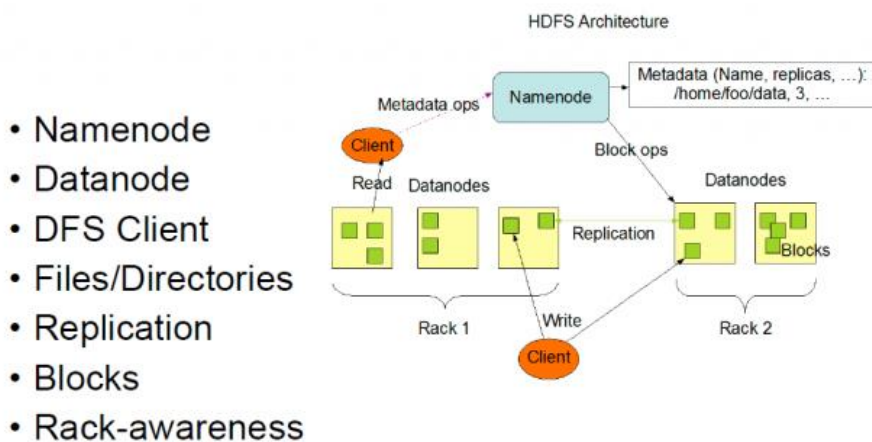 HDFS Architecture
• Namenode
• Datanode
• DFS Client
• Files/Directories
• Replication
• Blocks
• Rack-awareness
Metadata ops
Namenode
Metadata (Name, replicas, ...):
/home/foo/data, 3, ...
Client
Block ops
Read
Datanodes
Datanodes
Replication
Blocks
Rack 1
Write
Rack 2
Client